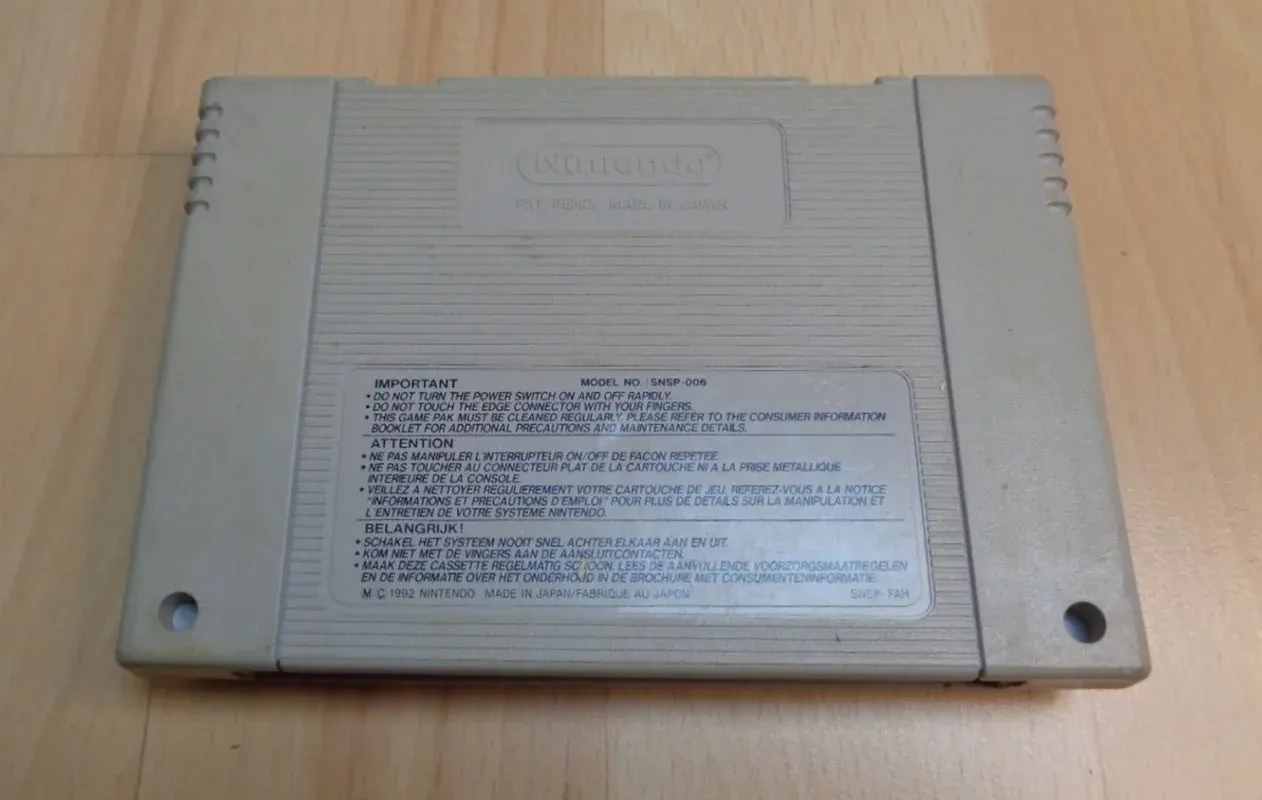 Nintendo®
PAT. PEND. MADE IN JAPAN
IMPORTANT MODEL NO./SNSP-006
• DO NOT TURN THE POWER SWITCH ON AND OFF RAPIDLY.
• DO NOT TOUCH THE EDGE CONNECTOR WITH YOUR FINGERS.
• THIS GAME PAK MUST BE CLEANED REGULARLY. PLEASE REFER TO THE CONSUMER INFORMATION
BOOKLET FOR ADDITIONAL PRECAUTIONS AND MAINTENANCE DETAILS.
ATTENTION
• NE PAS MANIPULER L'INTERRUPTEUR ON/OFF DE FACON REPETEE.
• NE PAS TOUCHER AU CONNECTEUR PLAT DE LA CARTOUCHE NI A LA PRISE METALLIQUE
INTERIEURE DE LA CONSOLE.
• VEILLEZ A NETTOYER REGULIEREMENT VOTRE CARTOUCHE DE JEU. REFEREZ-VOUS A LA NOTICE
"INFORMATIONS ET PRECAUTIONS D'EMPLOI" POUR PLUS DE DETAILS SUR LA MANIPULATION ET
L'ENTRETIEN DE VOTRE SYSTEME NINTENDO.
BELANGRIJK!
• SCHAKEL HET SYSTEEM NOOIT SNEL ACHTER ELKAAR AAN EN UIT.
• KOM NIET MET DE VINGERS AAN DE AANSLUITCONTACTEN.
• MAAK DEZE CASSETTE REGELMATIG SCHOON. LEES DE AANVULLENDE VOORZORGSMAATREGELEN
EN DE INFORMATIE OVER HET ONDERHOUD IN DE BROCHURE MET CONSUMENTENINFORMATIE.
Ⓜ © 1992 NINTENDO MADE IN JAPAN/FABRIQUE AU JAPON SNSP-FAH